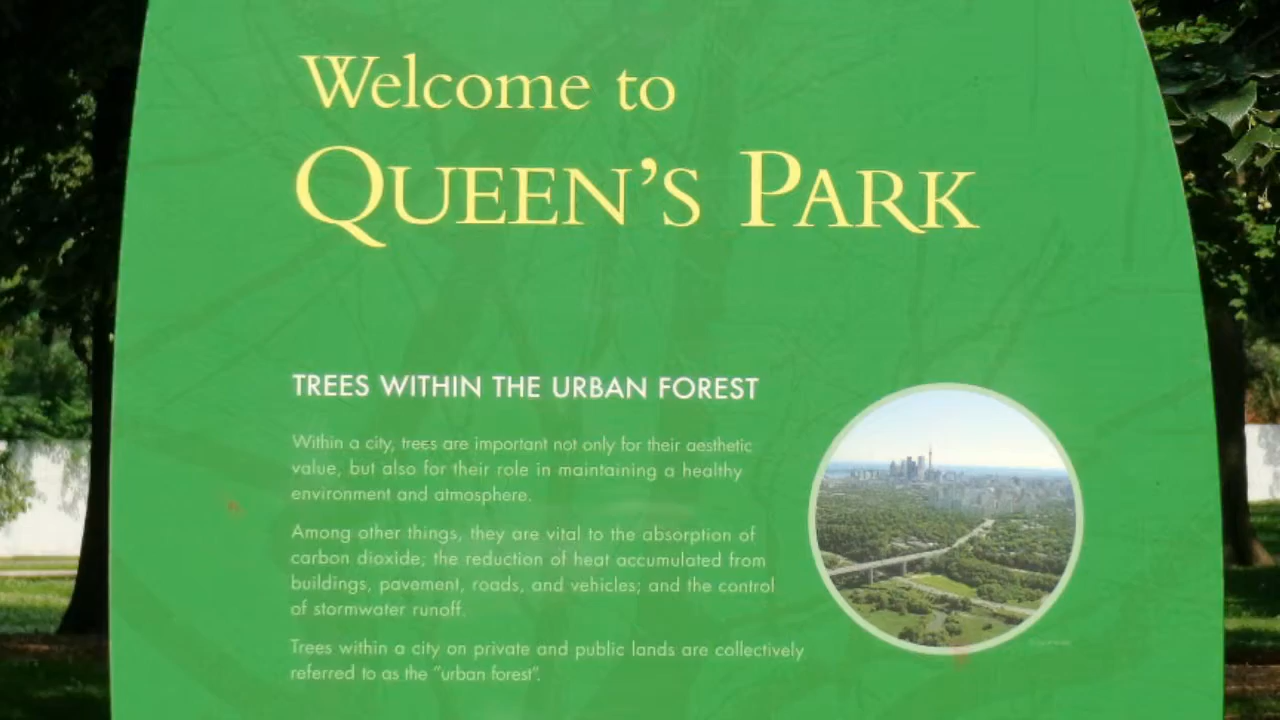 Welcome to
QUEEN'S PARK
TREES WITHIN THE URBAN FOREST
Within a city, trees are important not only for their aesthetic
value, but also for their role in maintaining a healthy
environment and atmosphere.
Among other things, they are vital to the absorption of
carbon dioxide; the reduction of heat accumulated from
buildings, pavement, roads, and vehicles; and the control
of stormwater runoff.
Trees within a city on private and public lands are collectively
referred to as the "urban forest".